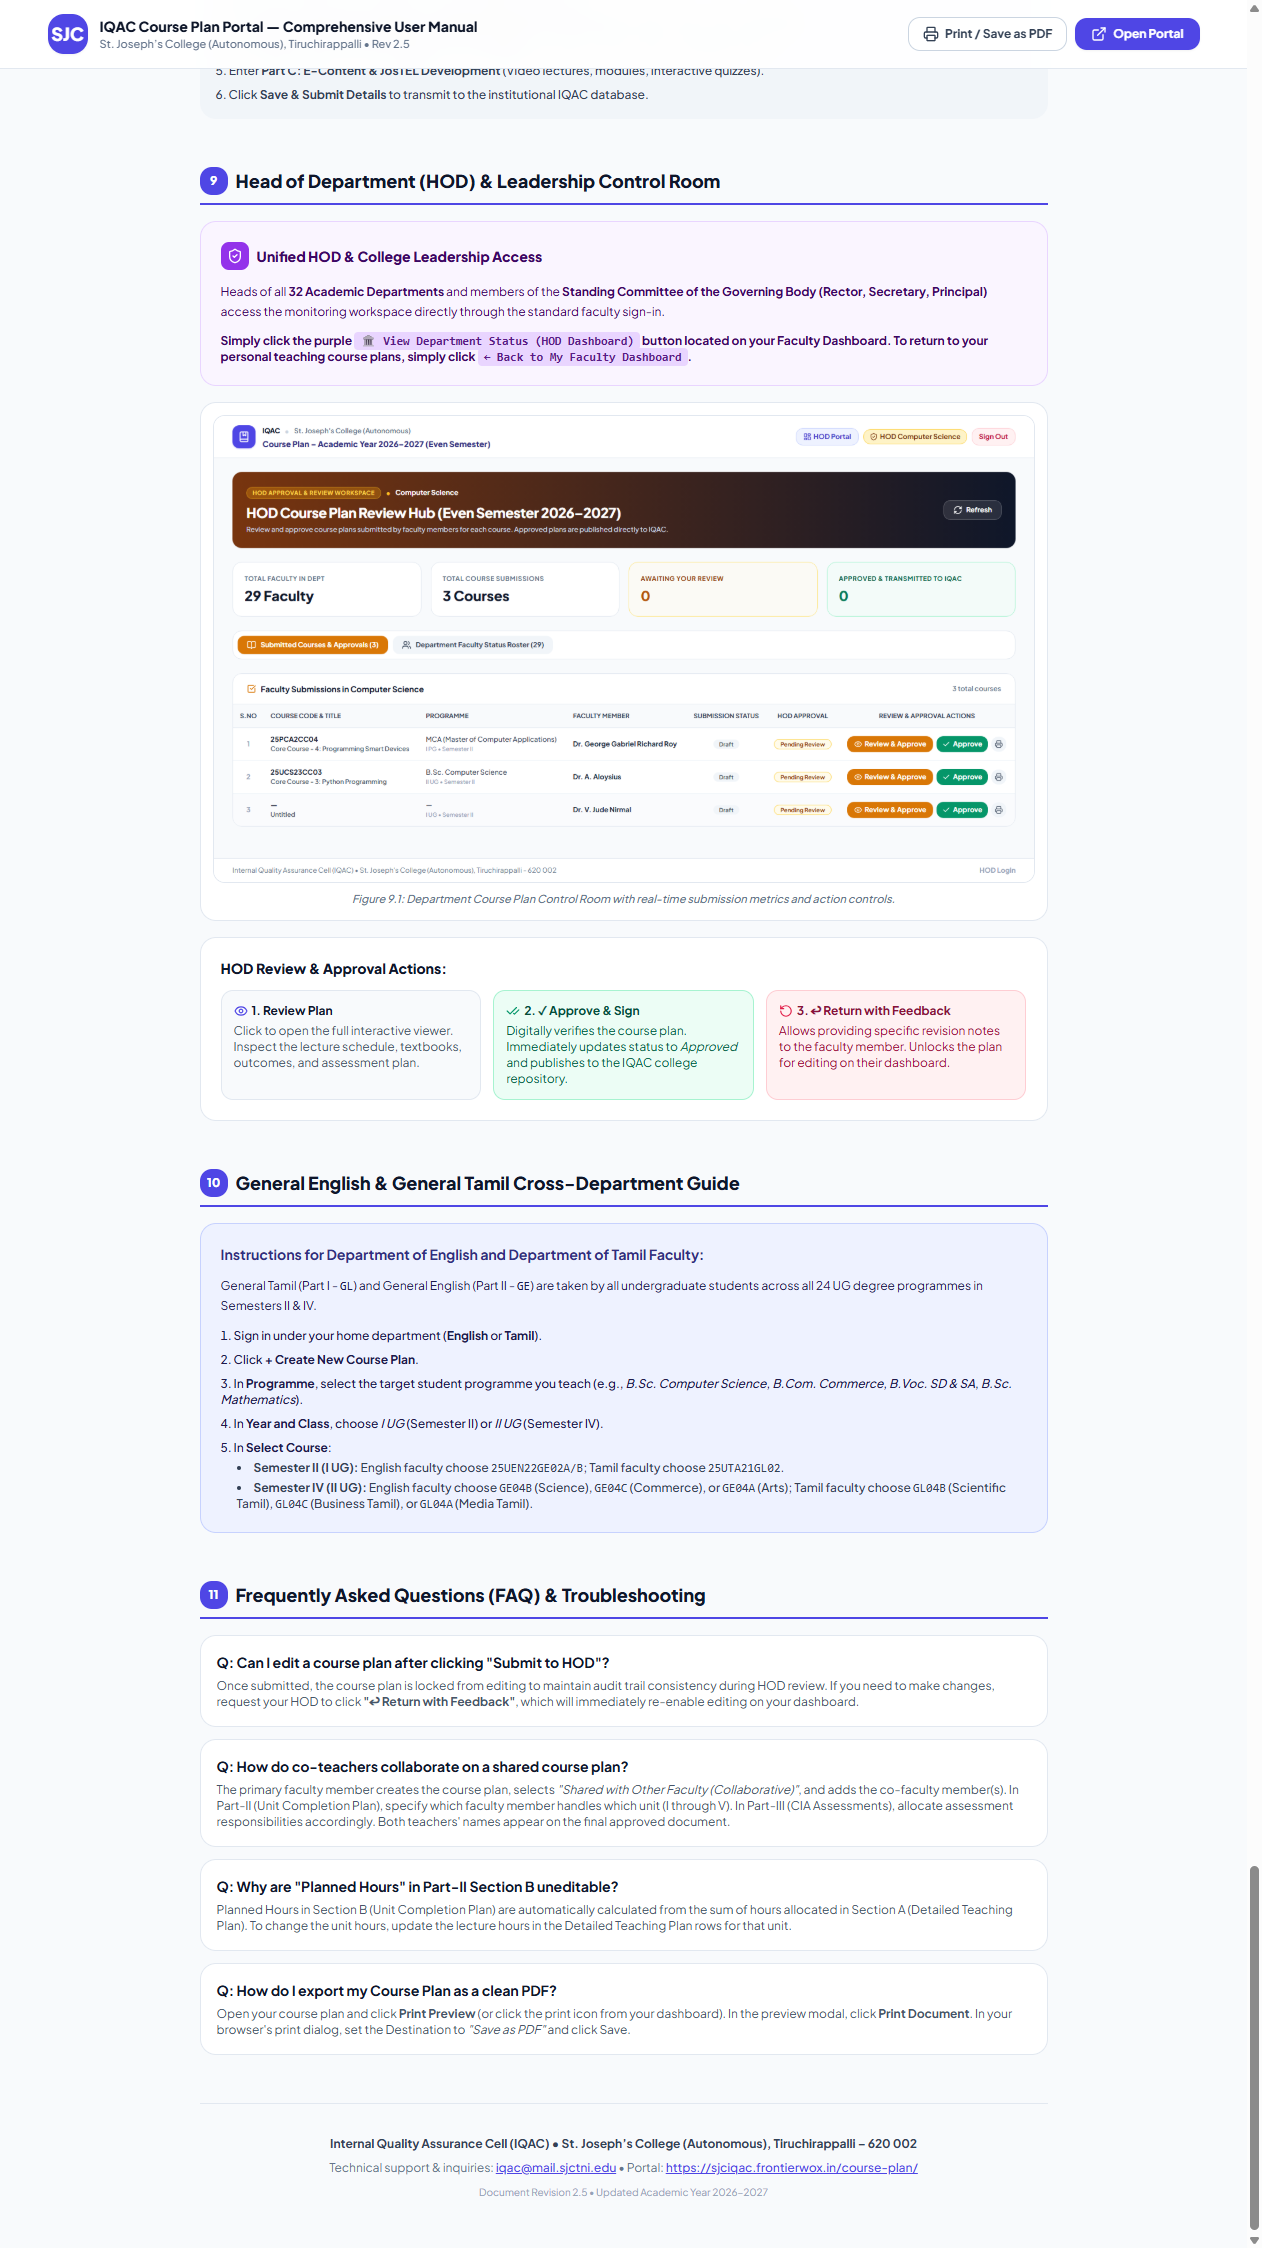 SJC
IQAC Course Plan Portal — Comprehensive User Manual
St. Joseph's College (Autonomous), Tiruchirappalli • Rev 2.5
Print / Save as PDF
Open Portal
5. Enter Part C: E-Content & JosTEL Development (Video lectures, modules, interactive quizzes).
6. Click Save & Submit Details to transmit to the institutional IQAC database.
9 Head of Department (HOD) & Leadership Control Room
Unified HOD & College Leadership Access
Heads of all 32 Academic Departments and members of the Standing Committee of the Governing Body (Rector, Secretary, Principal)
access the monitoring workspace directly through the standard faculty sign-in.
Simply click the purple 🏛️ View Department Status (HOD Dashboard) button located on your Faculty Dashboard. To return to your
personal teaching course plans, simply click ← Back to My Faculty Dashboard .
IQAC • St. Joseph's College (Autonomous)
Course Plan – Academic Year 2026–2027 (Even Semester)
HOD Portal
HOD Computer Science
Sign Out
HOD APPROVAL & REVIEW WORKSPACE • Computer Science
HOD Course Plan Review Hub (Even Semester 2026–2027)
Review and approve course plans submitted by faculty members for each course. Approved plans are published directly to IQAC.
Refresh
TOTAL FACULTY IN DEPT
29 Faculty
TOTAL COURSE SUBMISSIONS
3 Courses
AWAITING YOUR REVIEW
0
APPROVED & TRANSMITTED TO IQAC
0
Submitted Courses & Approvals (3)
Department Faculty Status Roster (29)
Faculty Submissions in Computer Science
3 total courses
S.NO COURSE CODE & TITLE PROGRAMME FACULTY MEMBER SUBMISSION STATUS HOD APPROVAL REVIEW & APPROVAL ACTIONS
1 25PCA2CC04 MCA (Master of Computer Applications) Dr. George Gabriel Richard Roy Draft Pending Review Review & Approve Approve
Core Course - 4: Programming Smart Devices I PG • Semester II
2 25UCS23CC03 B.Sc. Computer Science Dr. A. Aloysius Draft Pending Review Review & Approve Approve
Core Course - 3: Python Programming II UG • Semester II
3 — — Dr. V. Jude Nirmal Draft Pending Review Review & Approve Approve
Untitled I UG • Semester II
Internal Quality Assurance Cell (IQAC) • St. Joseph's College (Autonomous), Tiruchirappalli - 620 002
HOD Login
Figure 9.1: Department Course Plan Control Room with real-time submission metrics and action controls.
HOD Review & Approval Actions:
1. Review Plan
Click to open the full interactive viewer.
Inspect the lecture schedule, textbooks,
outcomes, and assessment plan.
2. ✓ Approve & Sign
Digitally verifies the course plan.
Immediately updates status to Approved
and publishes to the IQAC college
repository.
3. ↩ Return with Feedback
Allows providing specific revision notes
to the faculty member. Unlocks the plan
for editing on their dashboard.
10 General English & General Tamil Cross-Department Guide
Instructions for Department of English and Department of Tamil Faculty:
General Tamil (Part I - GL) and General English (Part II - GE) are taken by all undergraduate students across all 24 UG degree programmes in
Semesters II & IV.
1. Sign in under your home department (English or Tamil).
2. Click + Create New Course Plan.
3. In Programme, select the target student programme you teach (e.g., B.Sc. Computer Science, B.Com. Commerce, B.Voc. SD & SA, B.Sc.
Mathematics).
4. In Year and Class, choose I UG (Semester II) or II UG (Semester IV).
5. In Select Course:
• Semester II (I UG): English faculty choose 25UEN22GE02A/B; Tamil faculty choose 25UTA21GL02.
• Semester IV (II UG): English faculty choose GE04B (Science), GE04C (Commerce), or GE04A (Arts); Tamil faculty choose GL04B (Scientific
Tamil), GL04C (Business Tamil), or GL04A (Media Tamil).
11 Frequently Asked Questions (FAQ) & Troubleshooting
Q: Can I edit a course plan after clicking "Submit to HOD"?
Once submitted, the course plan is locked from editing to maintain audit trail consistency during HOD review. If you need to make changes,
request your HOD to click "↩ Return with Feedback", which will immediately re-enable editing on your dashboard.
Q: How do co-teachers collaborate on a shared course plan?
The primary faculty member creates the course plan, selects "Shared with Other Faculty (Collaborative)", and adds the co-faculty member(s). In
Part-II (Unit Completion Plan), specify which faculty member handles which unit (I through V). In Part-III (CIA Assessments), allocate assessment
responsibilities accordingly. Both teachers' names appear on the final approved document.
Q: Why are "Planned Hours" in Part-II Section B uneditable?
Planned Hours in Section B (Unit Completion Plan) are automatically calculated from the sum of hours allocated in Section A (Detailed Teaching
Plan). To change the unit hours, update the lecture hours in the Detailed Teaching Plan rows for that unit.
Q: How do I export my Course Plan as a clean PDF?
Open your course plan and click Print Preview (or click the print icon from your dashboard). In the preview modal, click Print Document. In your
browser's print dialog, set the Destination to "Save as PDF" and click Save.
Internal Quality Assurance Cell (IQAC) • St. Joseph's College (Autonomous), Tiruchirappalli – 620 002
Technical support & inquiries: iqac@mail.sjctni.edu • Portal: https://sjciqac.frontierwox.in/course-plan/
Document Revision 2.5 • Updated Academic Year 2026–2027